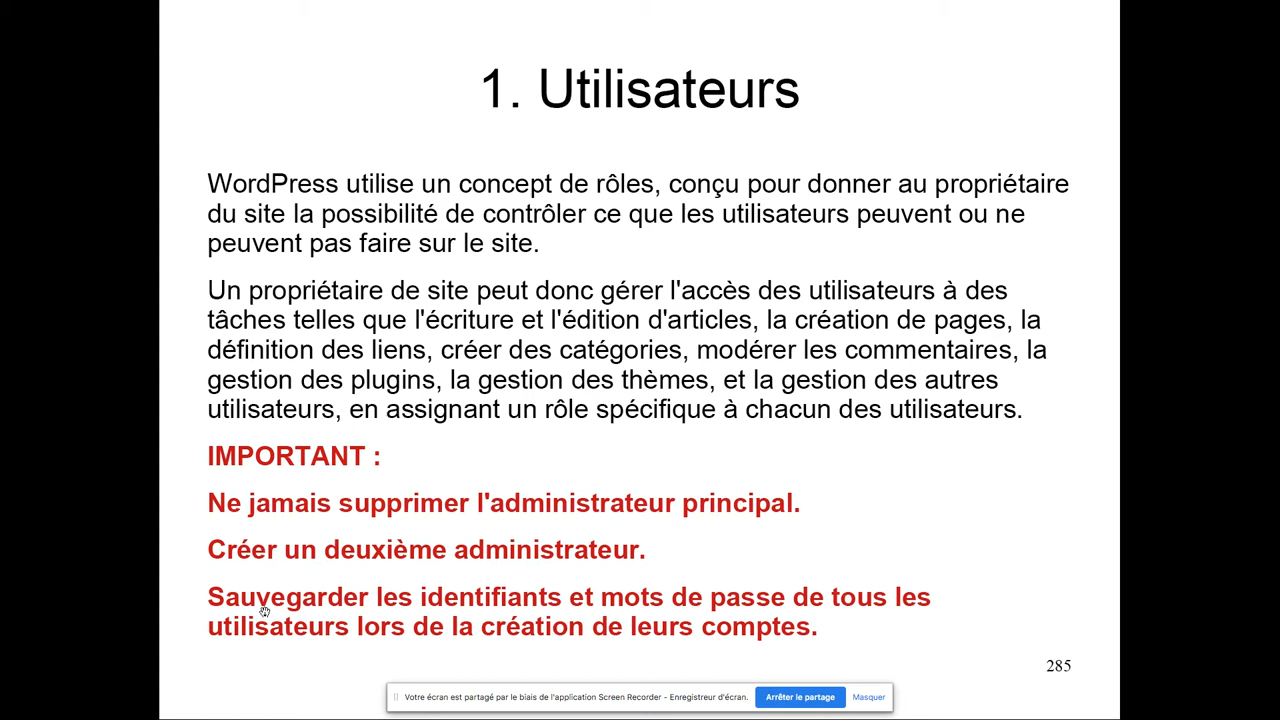 1. Utilisateurs
WordPress utilise un concept de rôles, conçu pour donner au propriétaire
du site la possibilité de contrôler ce que les utilisateurs peuvent ou ne
peuvent pas faire sur le site.
Un propriétaire de site peut donc gérer l'accès des utilisateurs à des
tâches telles que l'écriture et l'édition d'articles, la création de pages, la
définition des liens, créer des catégories, modérer les commentaires, la
gestion des plugins, la gestion des thèmes, et la gestion des autres
utilisateurs, en assignant un rôle spécifique à chacun des utilisateurs.
IMPORTANT :
Ne jamais supprimer l'administrateur principal.
Créer un deuxième administrateur.
Sauvegarder les identifiants et mots de passe de tous les
utilisateurs lors de la création de leurs comptes.
285
Votre écran est partagé par le biais de l'application Screen Recorder - Enregistreur d'écran. Arrêter le partage Masquer